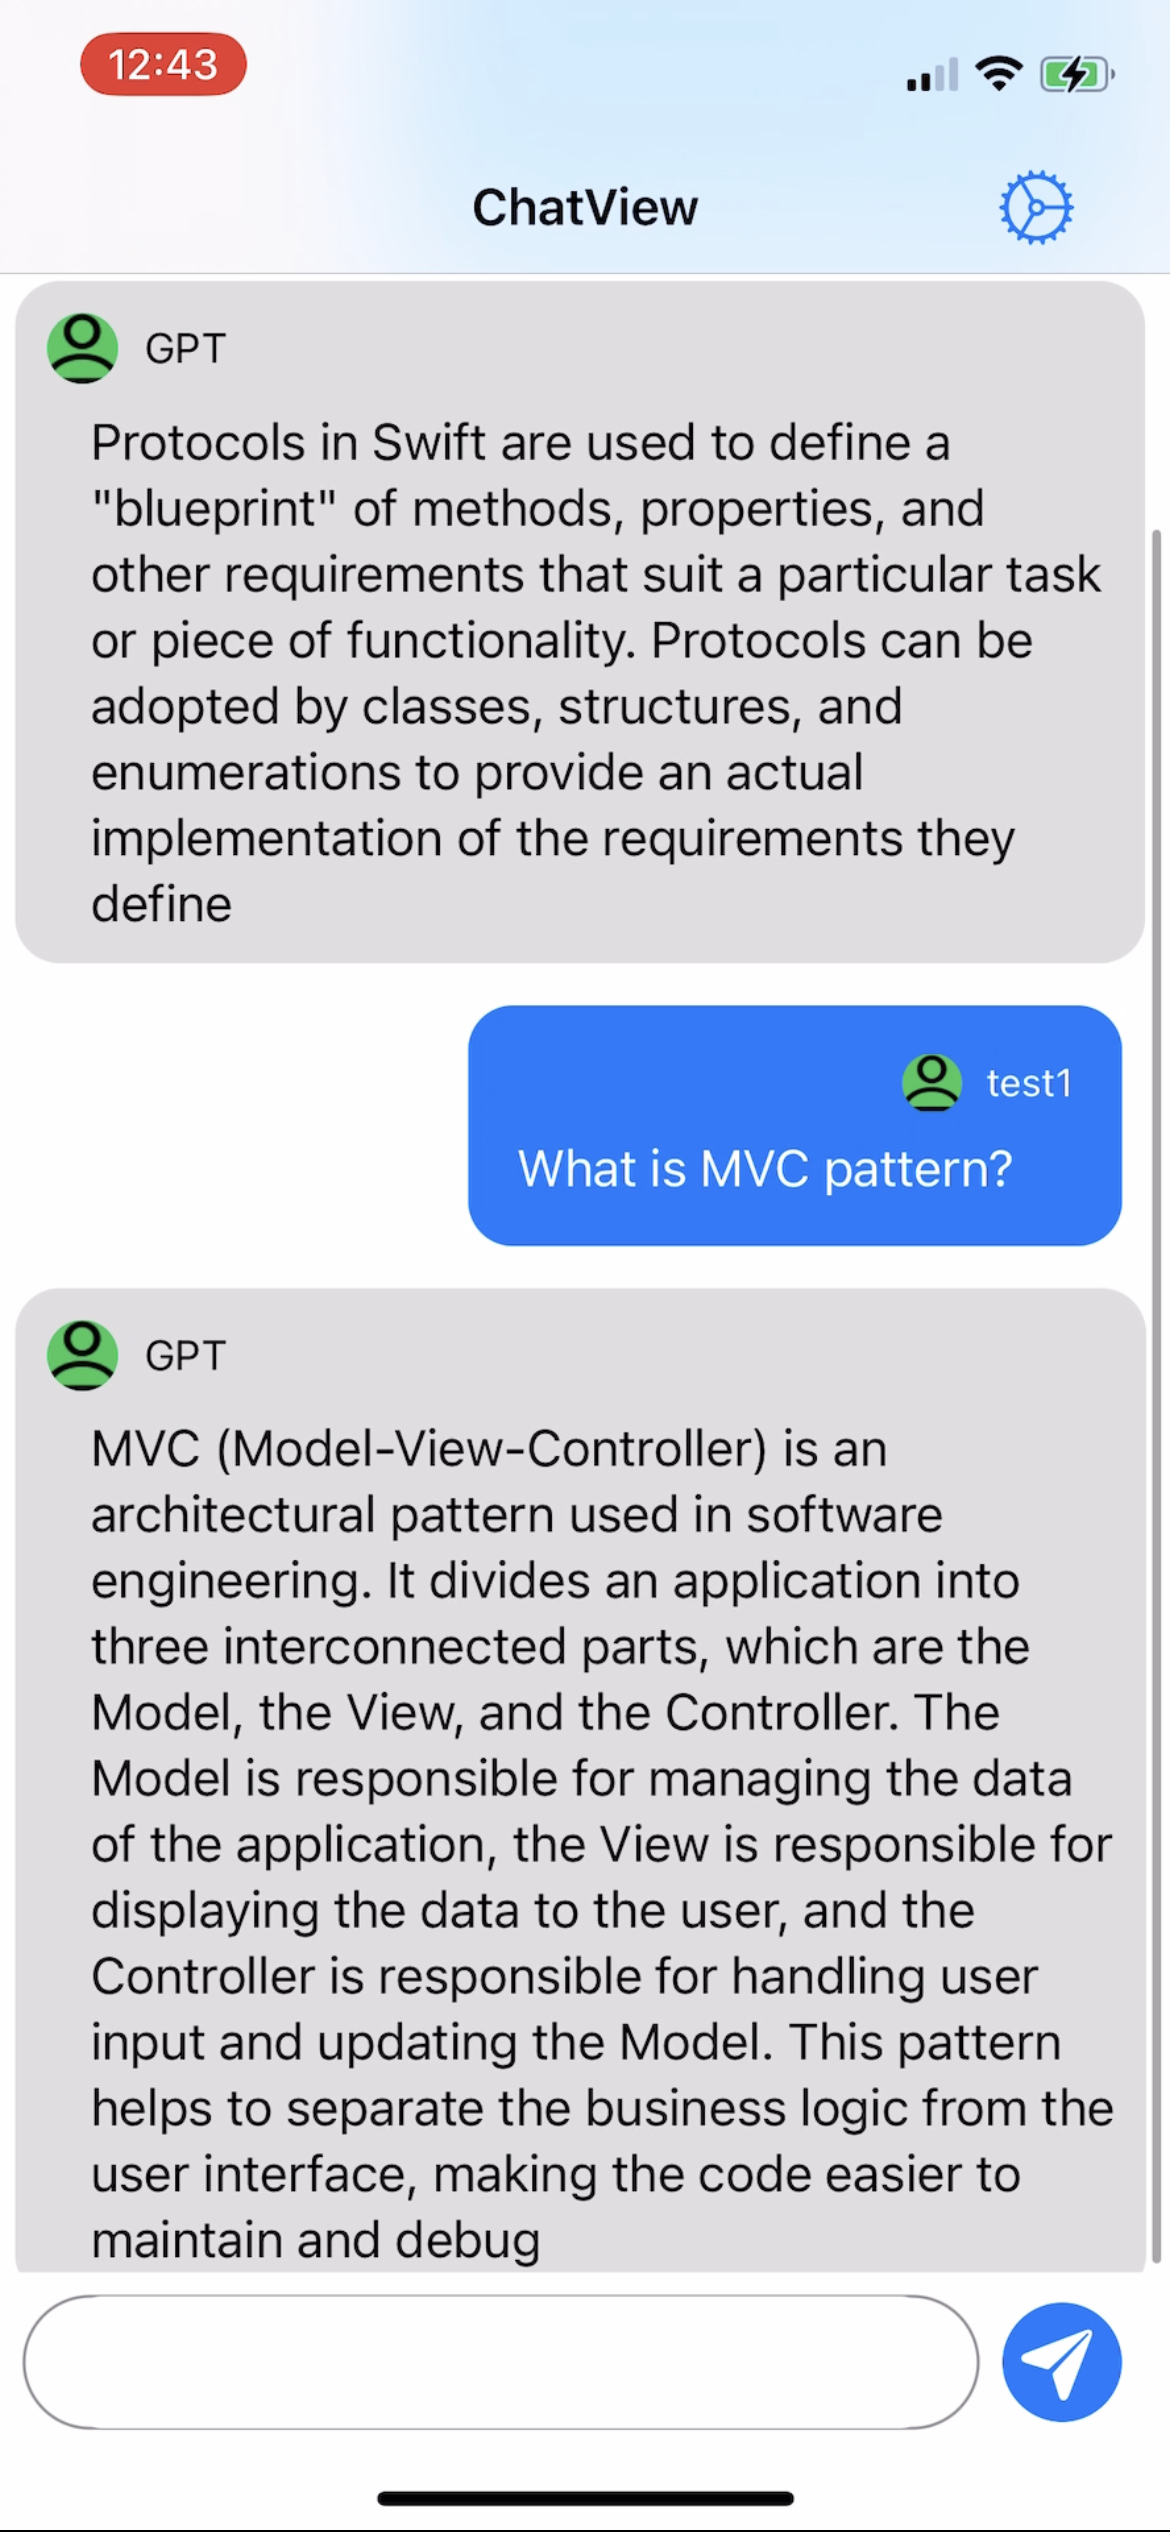 12:43
ChatView
GPT
Protocols in Swift are used to define a
"blueprint" of methods, properties, and
other requirements that suit a particular task
or piece of functionality. Protocols can be
adopted by classes, structures, and
enumerations to provide an actual
implementation of the requirements they
define
test1
What is MVC pattern?
GPT
MVC (Model-View-Controller) is an
architectural pattern used in software
engineering. It divides an application into
three interconnected parts, which are the
Model, the View, and the Controller. The
Model is responsible for managing the data
of the application, the View is responsible for
displaying the data to the user, and the
Controller is responsible for handling user
input and updating the Model. This pattern
helps to separate the business logic from the
user interface, making the code easier to
maintain and debug